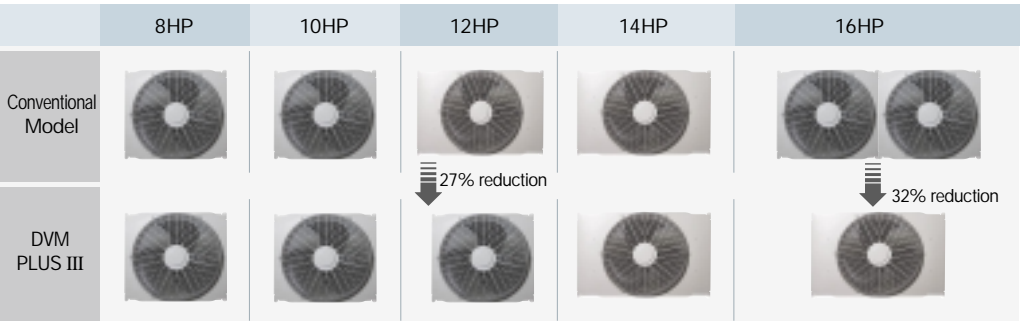 8HP
10HP
12HP
14HP
16HP
Conventional
Model
27% reduction
32% reduction
DVM
PLUS III